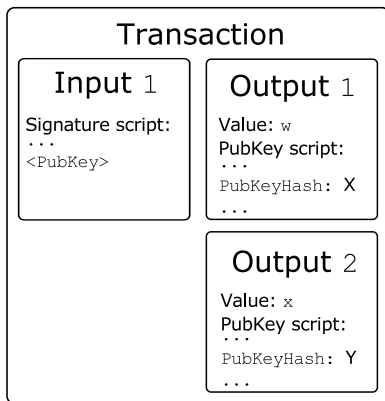 Transaction
Input 1
Signature script:
...
<PubKey>
Output 1
Value: w
PubKey script:
...
PubKeyHash: X
...
Output 2
Value: x
PubKey script:
...
PubKeyHash: Y
...